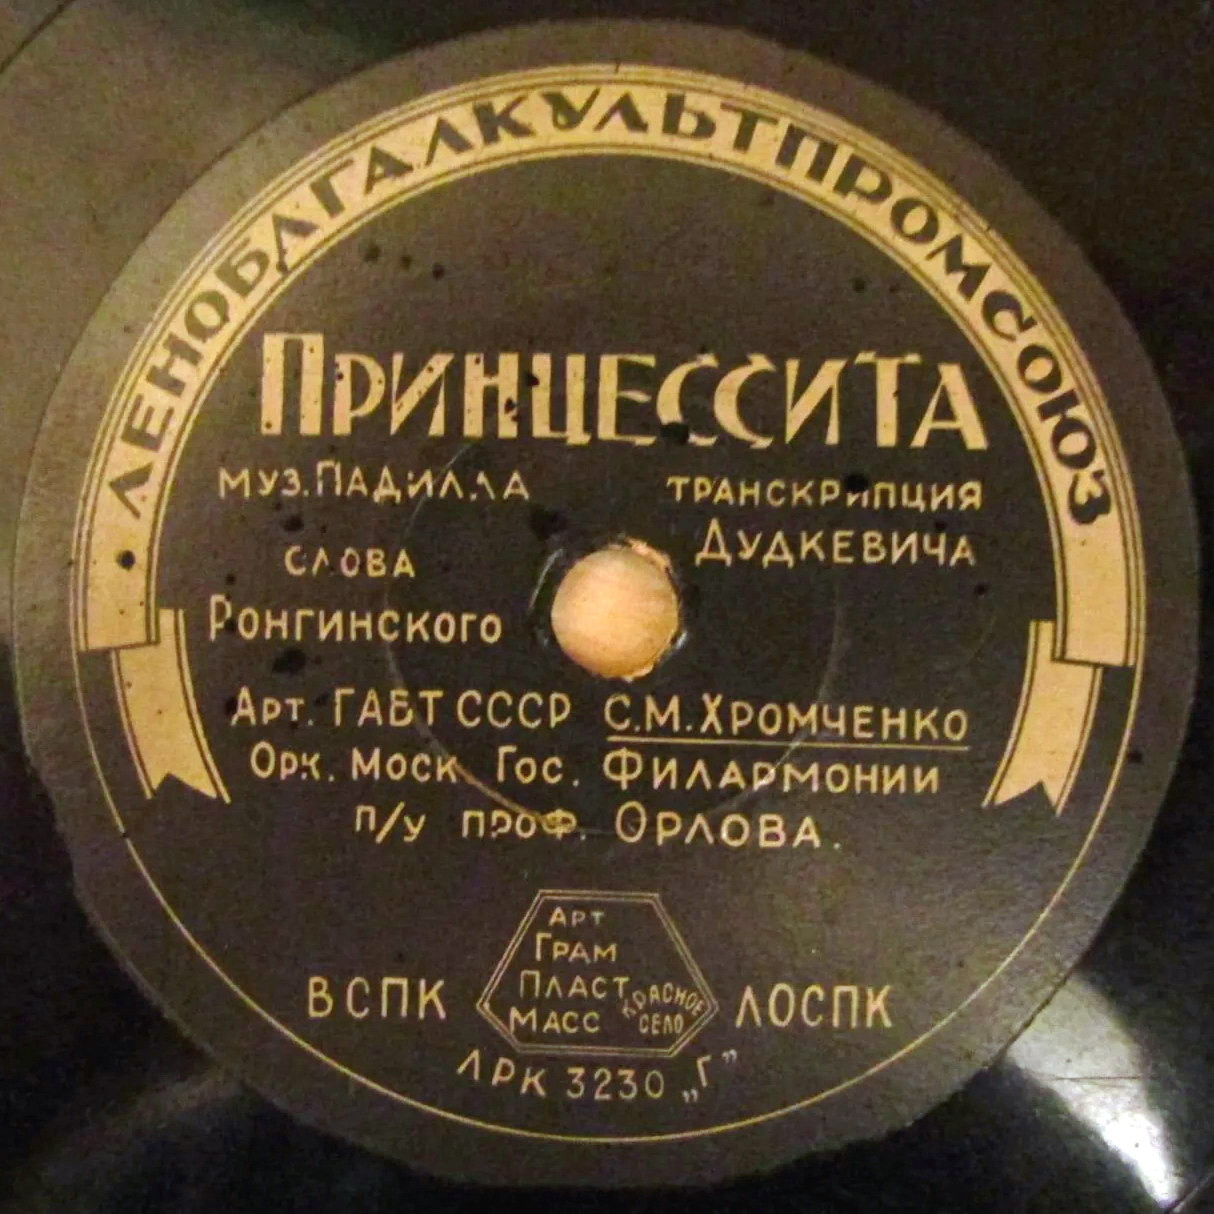 ЛЕНОБЛГАЛКУЛЬТПРОМСОЮЗ
ПРИНЦЕССИТА
МУЗ. ПАДИЛЛА
СЛОВА
РОНГИНСКОГО
ТРАНСКРИПЦИЯ
ДУДКЕВИЧА
АРТ. ГАБТ СССР С.М. ХРОМЧЕНКО
ОРК. МОСК. ГОС. ФИЛАРМОНИИ
П/У ПРОФ. ОРЛОВА.
ВСПК
АРТ
ГРАМ
ПЛАСТ
МАСС
КРАСНОЕ
СЕЛО
ЛОСПК
ЛРК 3230 „Г”